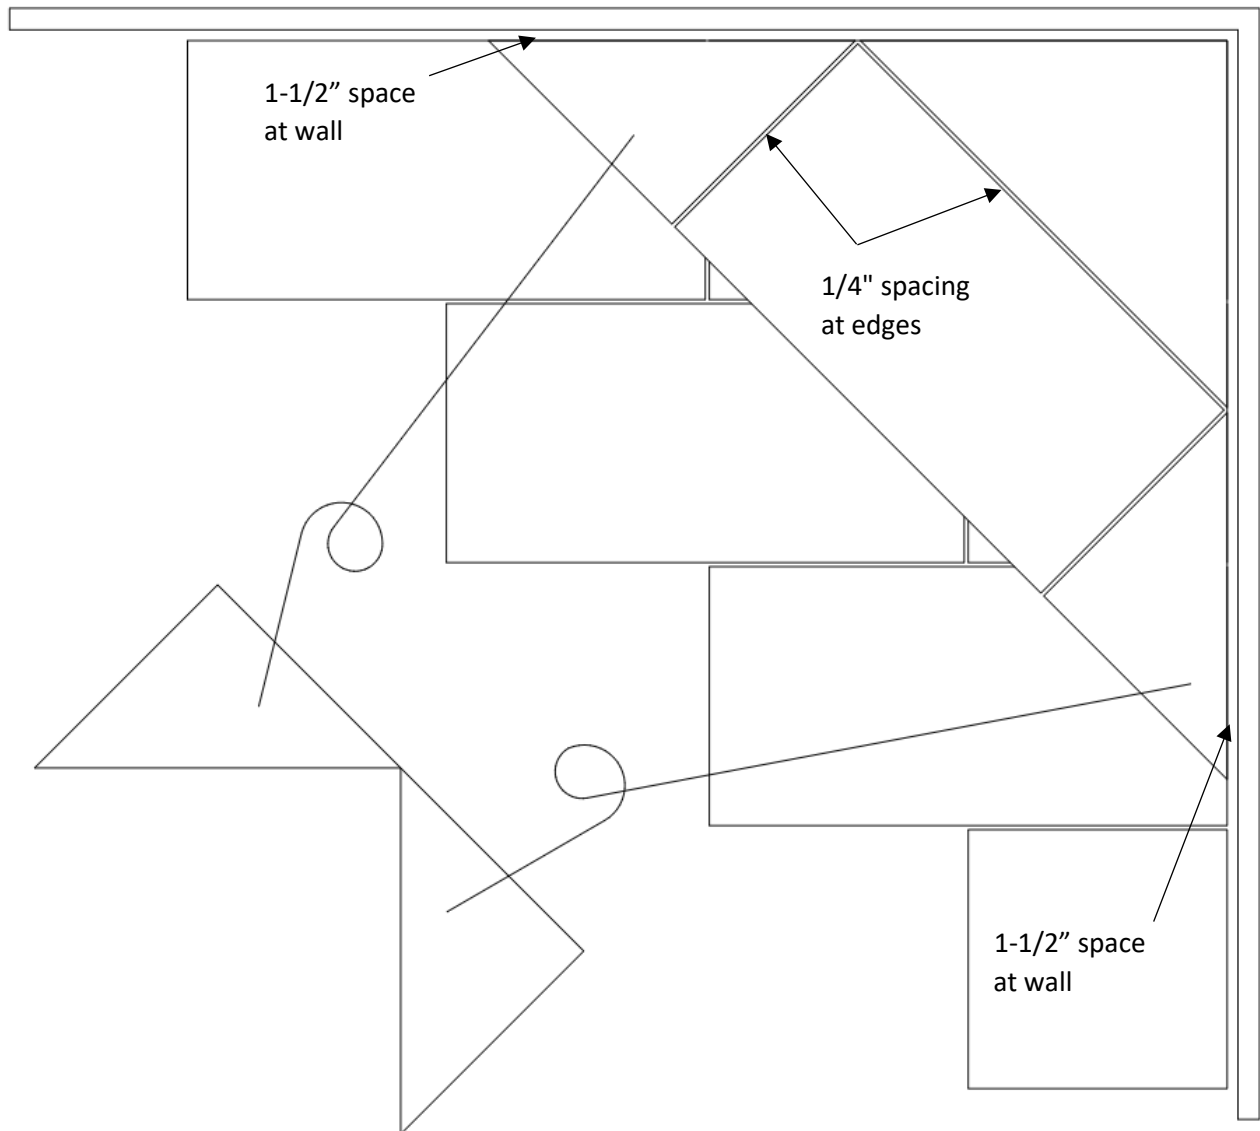 1-1/2” space
at wall
1/4" spacing
at edges
1-1/2” space
at wall